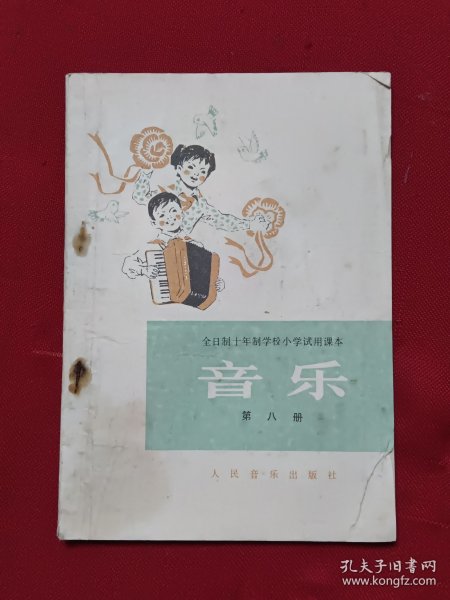 全日制十年制学校小学试用课本
音乐
第八册
人民音乐出版社
孔夫子旧书网
www.kongfz.com